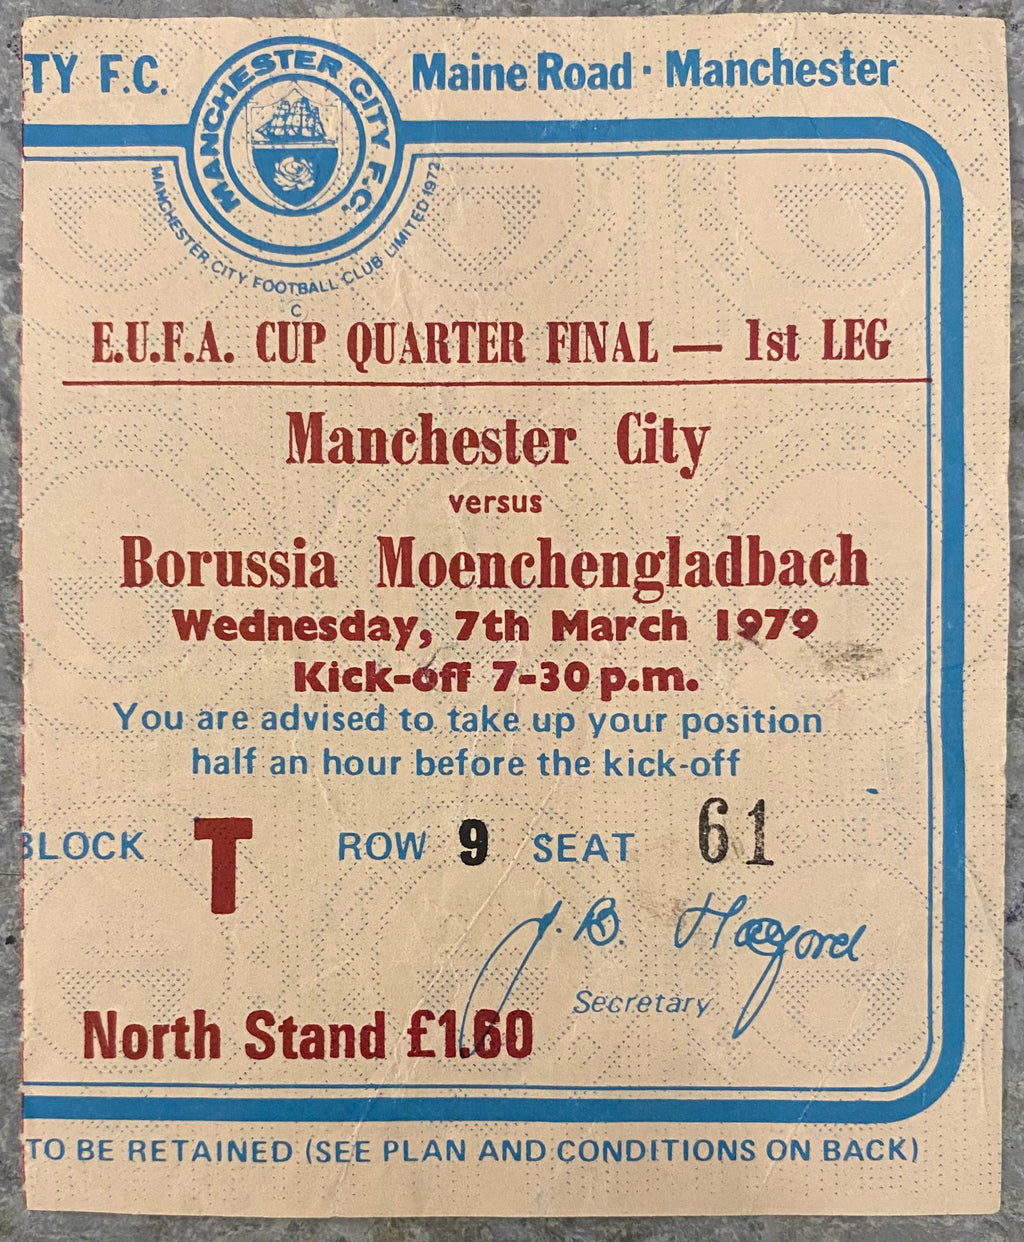 TY F.C.
Maine Road · Manchester
MANCHESTER CITY F.C.
MANCHESTER CITY FOOTBALL CLUB LIMITED 1972
C
E.U.F.A. CUP QUARTER FINAL — 1st LEG
Manchester City
versus
Borussia Moenchengladbach
Wednesday, 7th March 1979
Kick-off 7-30 p.m.
You are advised to take up your position
half an hour before the kick-off
BLOCK T ROW 9 SEAT 61
J. B. Halford
Secretary
North Stand £1.60
TO BE RETAINED (SEE PLAN AND CONDITIONS ON BACK)